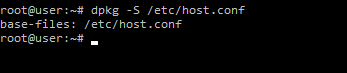 root@user:~# dpkg -S /etc/host.conf
base-files: /etc/host.conf
root@user:~#